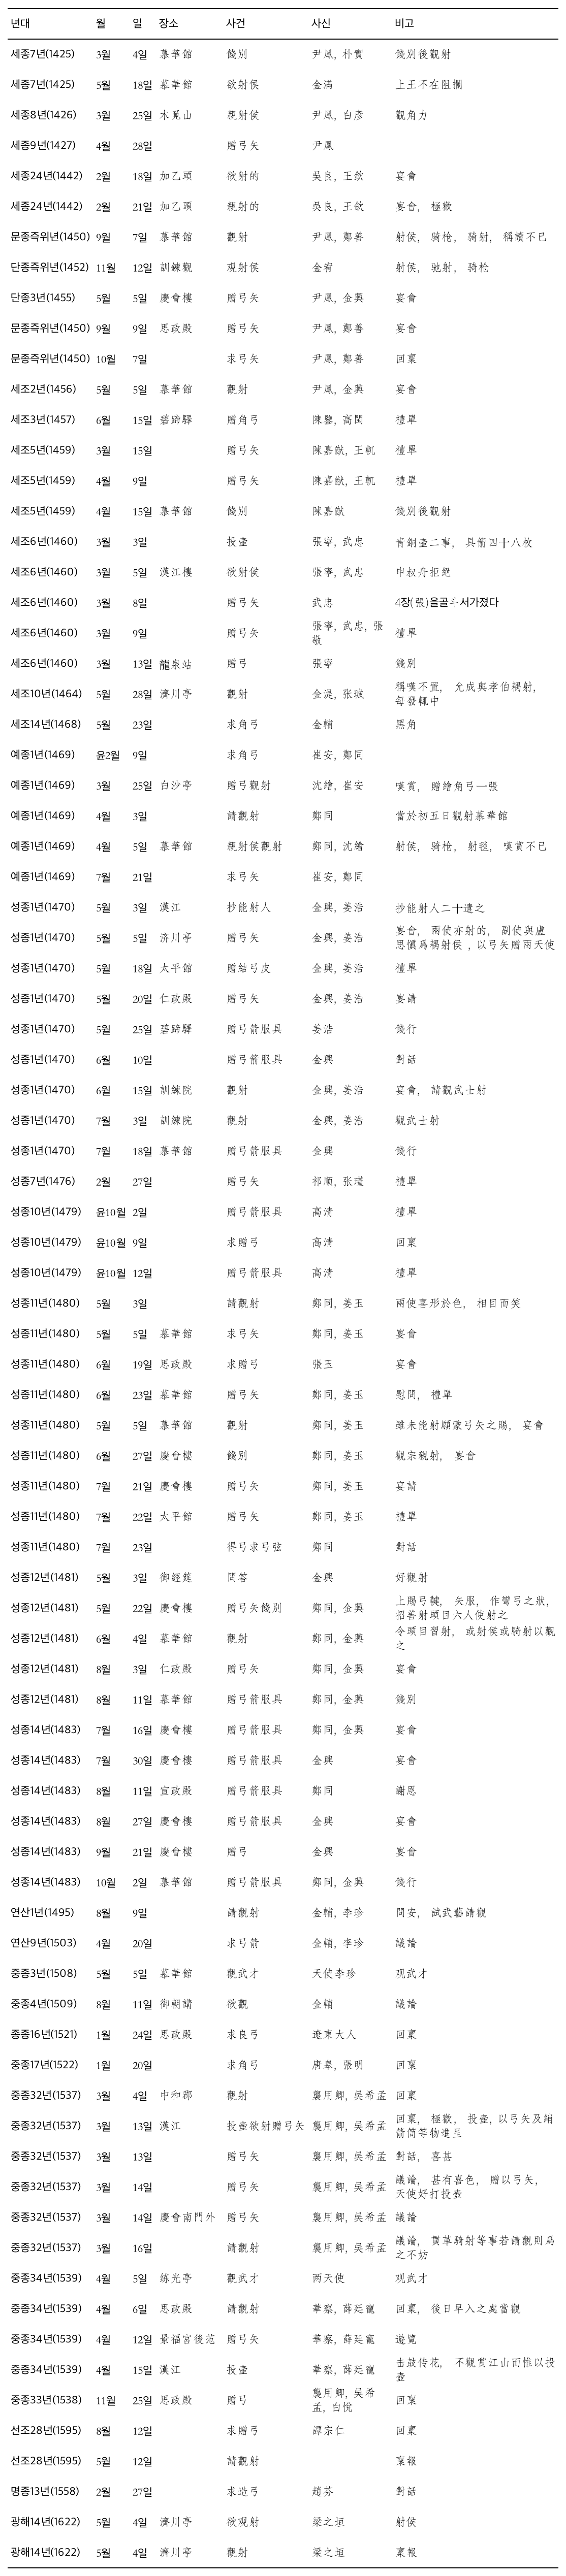 년대 월 일 장소 사건 사신 비고
세종7년(1425) 3월 4일 慕華館 餞別 尹鳳, 朴實 餞別後觀射
세종7년(1425) 5월 18일 慕華館 欲射侯 金滿 上王不在阻攔
세종8년(1426) 3월 25일 木覓山 親射侯 尹鳳, 白彦 觀角力
세종9년(1427) 4월 28일 贈弓矢 尹鳳
세종24년(1442) 2월 18일 加乙頭 欲射的 吳良, 王欽 宴會
세종24년(1442) 2월 21일 加乙頭 親射的 吳良, 王欽 宴會, 極歡
문종즉위년(1450) 9월 7일 慕華館 觀射 尹鳳, 鄭善 射侯, 骑枪, 骑射, 稱讚不已
단종즉위년(1452) 11월 12일 訓練觀 观射侯 金宥 射侯, 驰射, 骑枪
단종3년(1455) 5월 5일 慶會樓 贈弓矢 尹鳳, 金興 宴會
문종즉위년(1450) 9월 9일 思政殿 贈弓矢 尹鳳, 鄭善 宴會
문종즉위년(1450) 10월 7일 求弓矢 尹鳳, 鄭善 回稟
세조2년(1456) 5월 5일 慕華館 觀射 尹鳳, 金興 宴會
세조3년(1457) 6월 15일 碧蹄驛 贈角弓 陳鑒, 高閏 禮單
세조5년(1459) 3월 15일 贈弓矢 陳嘉猷, 王軏 禮單
세조5년(1459) 4월 9일 贈弓矢 陳嘉猷, 王軏 禮單
세조5년(1459) 4월 15일 慕華館 餞別 陳嘉猷 餞別後觀射
세조6년(1460) 3월 3일 投壺 張寧, 武忠 青銅壺二事, 具箭四十八枚
세조6년(1460) 3월 5일 漢江樓 欲射侯 張寧, 武忠 申叔舟拒絕
세조6년(1460) 3월 8일 贈弓矢 武忠 4장(張)을골斗서가졌다
세조6년(1460) 3월 9일 贈弓矢 張寧, 武忠, 張敬 禮單
세조6년(1460) 3월 13일 龍泉站 贈弓 張寧 餞別
세조10년(1464) 5월 28일 濟川亭 觀射 金湜, 张珹 稱嘆不置, 允成與孝伯耦射,
每發輒中
세조14년(1468) 5월 23일 求角弓 金輔 黑角
예종1년(1469) 윤2월 9일 求角弓 崔安, 鄭同
예종1년(1469) 3월 25일 白沙亭 贈弓觀射 沈繪, 崔安 嘆賞, 贈繪角弓一張
예종1년(1469) 4월 3일 請觀射 鄭同 當於初五日觀射慕華館
예종1년(1469) 4월 5일 慕華館 親射侯觀射 鄭同, 沈繪 射侯, 骑枪, 射毬, 嘆賞不已
예종1년(1469) 7월 21일 求弓矢 崔安, 鄭同
성종1년(1470) 5월 3일 漢江 抄能射人 金興, 姜浩 抄能射人二十遣之
성종1년(1470) 5월 5일 济川亭 贈弓矢 金興, 姜浩 宴會, 兩使亦射的, 副使與盧
思愼爲耦射侯 , 以弓矢贈兩天使
성종1년(1470) 5월 18일 太平館 贈結弓皮 金興, 姜浩 禮單
성종1년(1470) 5월 20일 仁政殿 贈弓矢 金興, 姜浩 宴請
성종1년(1470) 5월 25일 碧蹄驛 贈弓箭服具 姜浩 餞行
성종1년(1470) 6월 10일 贈弓箭服具 金興 對話
성종1년(1470) 6월 15일 訓練院 觀射 金興, 姜浩 宴會, 請觀武士射
성종1년(1470) 7월 3일 訓練院 觀射 金興, 姜浩 觀武士射
성종1년(1470) 7월 18일 慕華館 贈弓箭服具 金興 餞行
성종7년(1476) 2월 27일 贈弓矢 祁顺, 张瑾 禮單
성종10년(1479) 윤10월 2일 贈弓箭服具 高清 禮單
성종10년(1479) 윤10월 9일 求贈弓 高清 回稟
성종10년(1479) 윤10월 12일 贈弓箭服具 高清 禮單
성종11년(1480) 5월 3일 請觀射 鄭同, 姜玉 兩使喜形於色, 相目而笑
성종11년(1480) 5월 5일 慕華館 求弓矢 鄭同, 姜玉 宴會
성종11년(1480) 6월 19일 思政殿 求贈弓 張玉 宴會
성종11년(1480) 6월 23일 慕華館 贈弓矢 鄭同, 姜玉 慰問, 禮單
성종11년(1480) 5월 5일 慕華館 觀射 鄭同, 姜玉 雖未能射願蒙弓矢之賜, 宴會
성종11년(1480) 6월 27일 慶會樓 餞別 鄭同, 姜玉 觀宗親射, 宴會
성종11년(1480) 7월 21일 慶會樓 贈弓矢 鄭同, 姜玉 宴請
성종11년(1480) 7월 22일 太平館 贈弓矢 鄭同, 姜玉 禮單
성종11년(1480) 7월 23일 得弓求弓弦 鄭同 對話
성종12년(1481) 5월 3일 御經筵 問答 金興 好觀射
성종12년(1481) 5월 22일 慶會樓 贈弓矢餞別 鄭同, 金興 上賜弓鞬, 矢服, 作彎弓之狀,
招善射頭目六人使射之
성종12년(1481) 6월 4일 慕華館 觀射 鄭同, 金興 令頭目習射, 或射侯或騎射以觀
之
성종12년(1481) 8월 3일 仁政殿 贈弓矢 鄭同, 金興 宴會
성종12년(1481) 8월 11일 慕華館 贈弓箭服具 鄭同, 金興 餞別
성종14년(1483) 7월 16일 慶會樓 贈弓箭服具 鄭同, 金興 宴會
성종14년(1483) 7월 30일 慶會樓 贈弓箭服具 金興 宴會
성종14년(1483) 8월 11일 宣政殿 贈弓箭服具 鄭同 謝恩
성종14년(1483) 8월 27일 慶會樓 贈弓箭服具 金興 宴會
성종14년(1483) 9월 21일 慶會樓 贈弓 金興 宴會
성종14년(1483) 10월 2일 慕華館 贈弓箭服具 鄭同, 金興 餞行
연산1년(1495) 8월 9일 請觀射 金輔, 李珍 問安, 試武藝請觀
연산9년(1503) 4월 20일 求弓箭 金輔, 李珍 議論
중종3년(1508) 5월 5일 慕華館 觀武才 天使李珍 观武才
중종4년(1509) 8월 11일 御朝講 欲觀 金輔 議論
종종16년(1521) 1월 24일 思政殿 求良弓 遼東大人 回稟
중종17년(1522) 1월 20일 求角弓 唐皋, 張明 回稟
중종32년(1537) 3월 4일 中和郡 觀射 龔用卿, 吳希孟 回稟
중종32년(1537) 3월 13일 漢江 投壺欲射贈弓矢 龔用卿, 吳希孟 回稟, 極歡, 投壺, 以弓矢及綃
箭筒等物進呈
중종32년(1537) 3월 13일 贈弓矢 龔用卿, 吳希孟 對話, 喜甚
중종32년(1537) 3월 14일 贈弓矢 龔用卿, 吳希孟 議論, 甚有喜色, 贈以弓矢,
天使好打投壺
중종32년(1537) 3월 14일 慶會南門外 贈弓矢 龔用卿, 吳希孟 議論
중종32년(1537) 3월 16일 請觀射 龔用卿, 吳希孟 議論, 貫革騎射等事若請觀則爲
之不妨
중종34년(1539) 4월 5일 练光亭 觀武才 两天使 观武才
중종34년(1539) 4월 6일 思政殿 請觀射 華察, 薛廷寵 回稟, 後日早入之處當觀
중종34년(1539) 4월 12일 景福宮後苑 贈弓矢 華察, 薛廷寵 遊覽
중종34년(1539) 4월 15일 漢江 投壺 華察, 薛廷寵 击鼓传花, 不觀賞江山而惟以投
壺
중종33년(1538) 11월 25일 思政殿 贈弓 龔用卿, 吳希孟, 白悅 回稟
선조28년(1595) 8월 12일 求贈弓 譚宗仁 回稟
선조28년(1595) 5월 12일 請觀射 稟報
명종13년(1558) 2월 27일 求造弓 趙芬 對話
광해14년(1622) 5월 4일 濟川亭 欲观射 梁之垣 射侯
광해14년(1622) 5월 4일 濟川亭 觀射 梁之垣 稟報